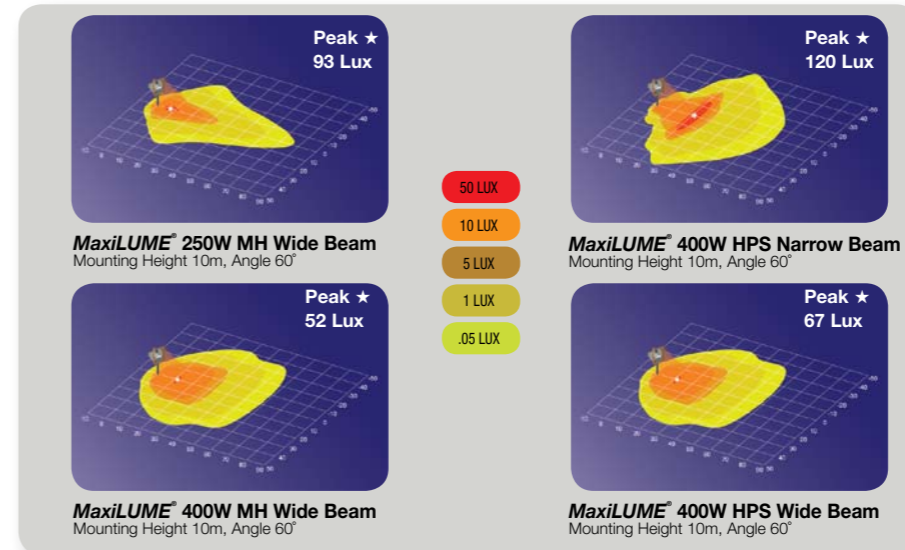 Peak ★
93 Lux
MaxiLUME® 250W MH Wide Beam
Mounting Height 10m, Angle 60°
Peak ★
120 Lux
MaxiLUME® 400W HPS Narrow Beam
Mounting Height 10m, Angle 60°
50 LUX
10 LUX
5 LUX
1 LUX
.05 LUX
Peak ★
52 Lux
MaxiLUME® 400W MH Wide Beam
Mounting Height 10m, Angle 60°
Peak ★
67 Lux
MaxiLUME® 400W HPS Wide Beam
Mounting Height 10m, Angle 60°